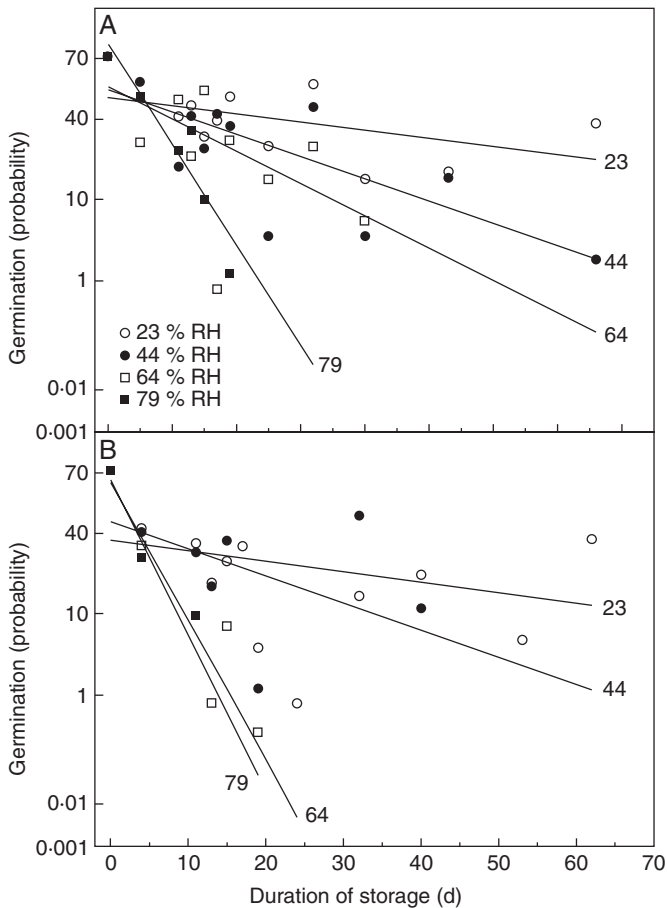 A
70
40
10
1
0·01
0·001
Germination (probability)
23 % RH
44 % RH
64 % RH
79 % RH
23
44
64
79
B
70
40
10
1
0·01
0·001
Germination (probability)
23
44
79
64
0 10 20 30 40 50 60 70
Duration of storage (d)